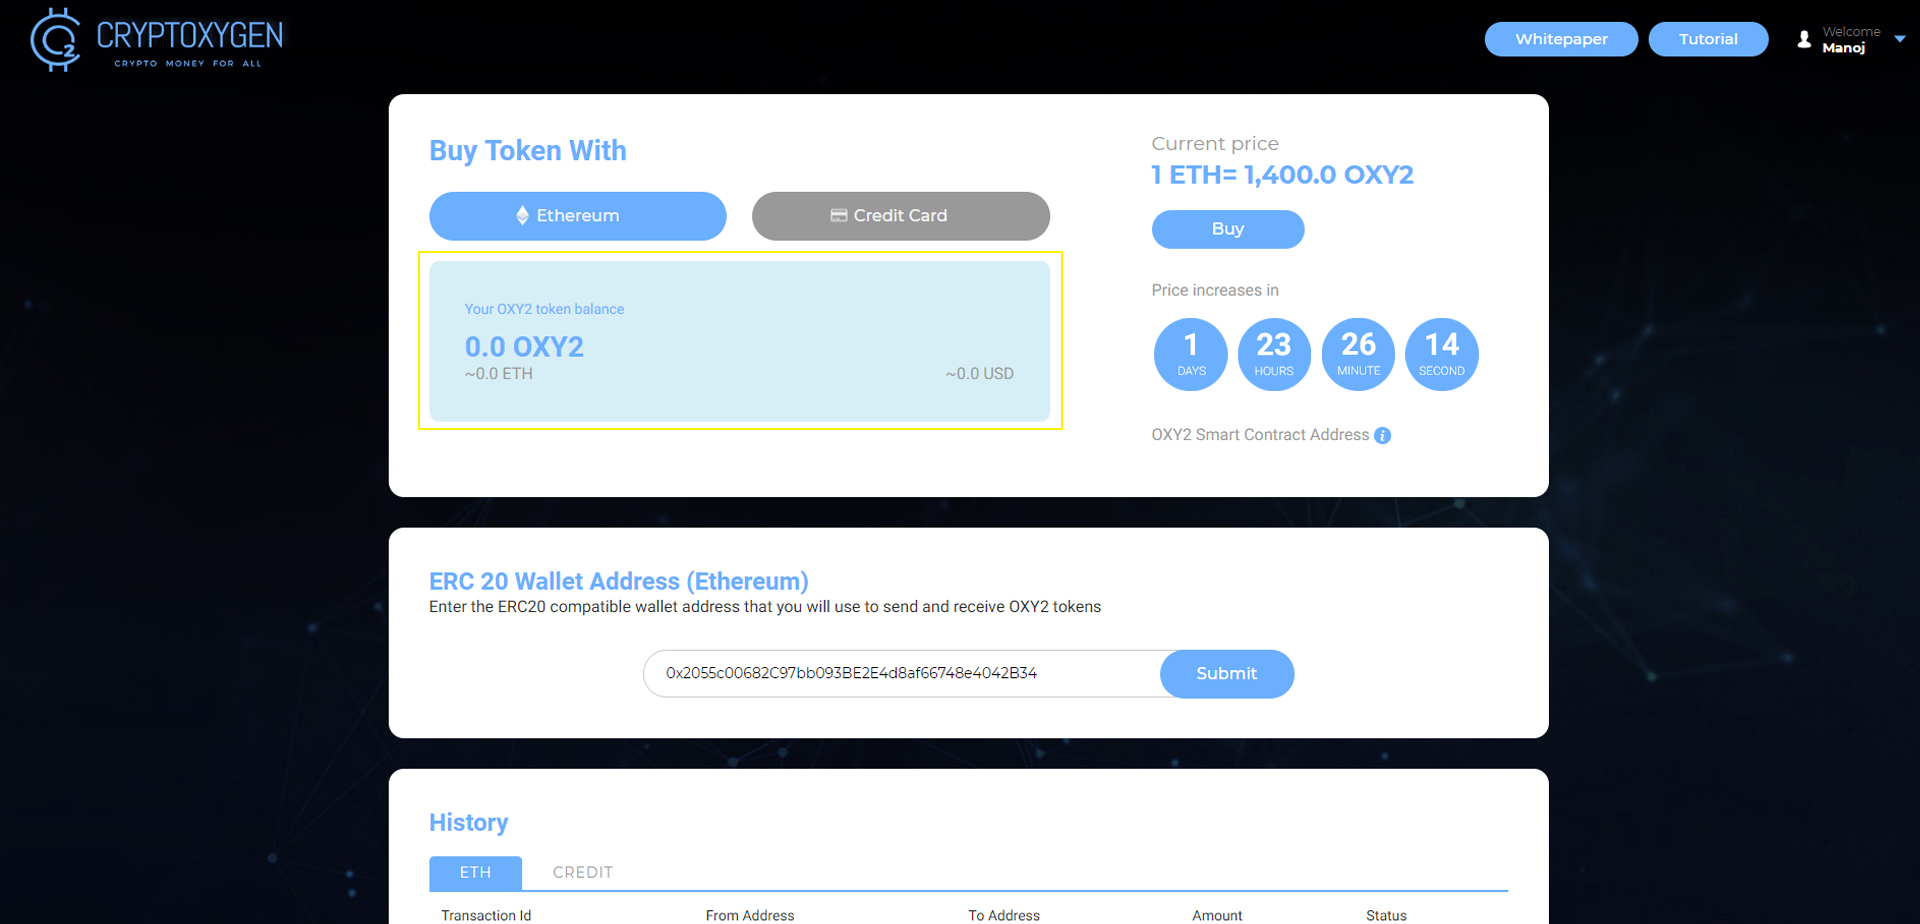 CRYPTOXYGEN
CRYPTO MONEY FOR ALL
Whitepaper
Tutorial
Welcome
Manoj
Buy Token With
Ethereum
Credit Card
Your OXY2 token balance
0.0 OXY2
~0.0 ETH
~0.0 USD
Current price
1 ETH= 1,400.0 OXY2
Buy
Price increases in
1 23 26 14
DAYS HOURS MINUTE SECOND
OXY2 Smart Contract Address
ERC 20 Wallet Address (Ethereum)
Enter the ERC20 compatible wallet address that you will use to send and receive OXY2 tokens
0x2055c00682C97bb093BE2E4d8af66748e4042B34
Submit
History
ETH CREDIT
Transaction Id From Address To Address Amount Status